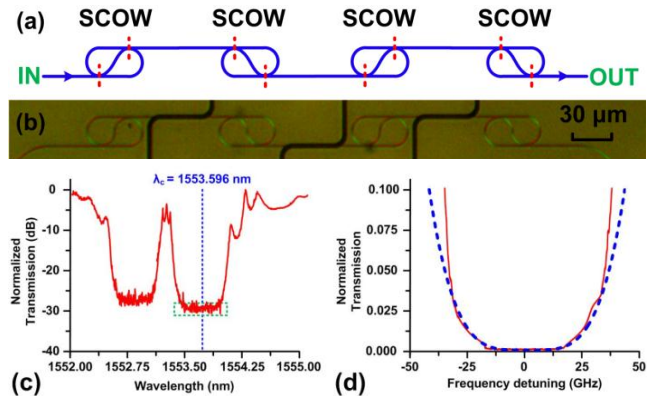 (a) SCOW SCOW SCOW SCOW
IN OUT
(b) 30 µm
λc = 1553.596 nm
Normalized
Transmission (dB)
0
-10
-20
-30
-40
1552.00 1552.75 1553.50 1554.25 1555.00
(c) Wavelength (nm)
Normalized
Transmission
0.100
0.075
0.050
0.025
0.000
-50 -25 0 25 50
(d) Frequency detuning (GHz)